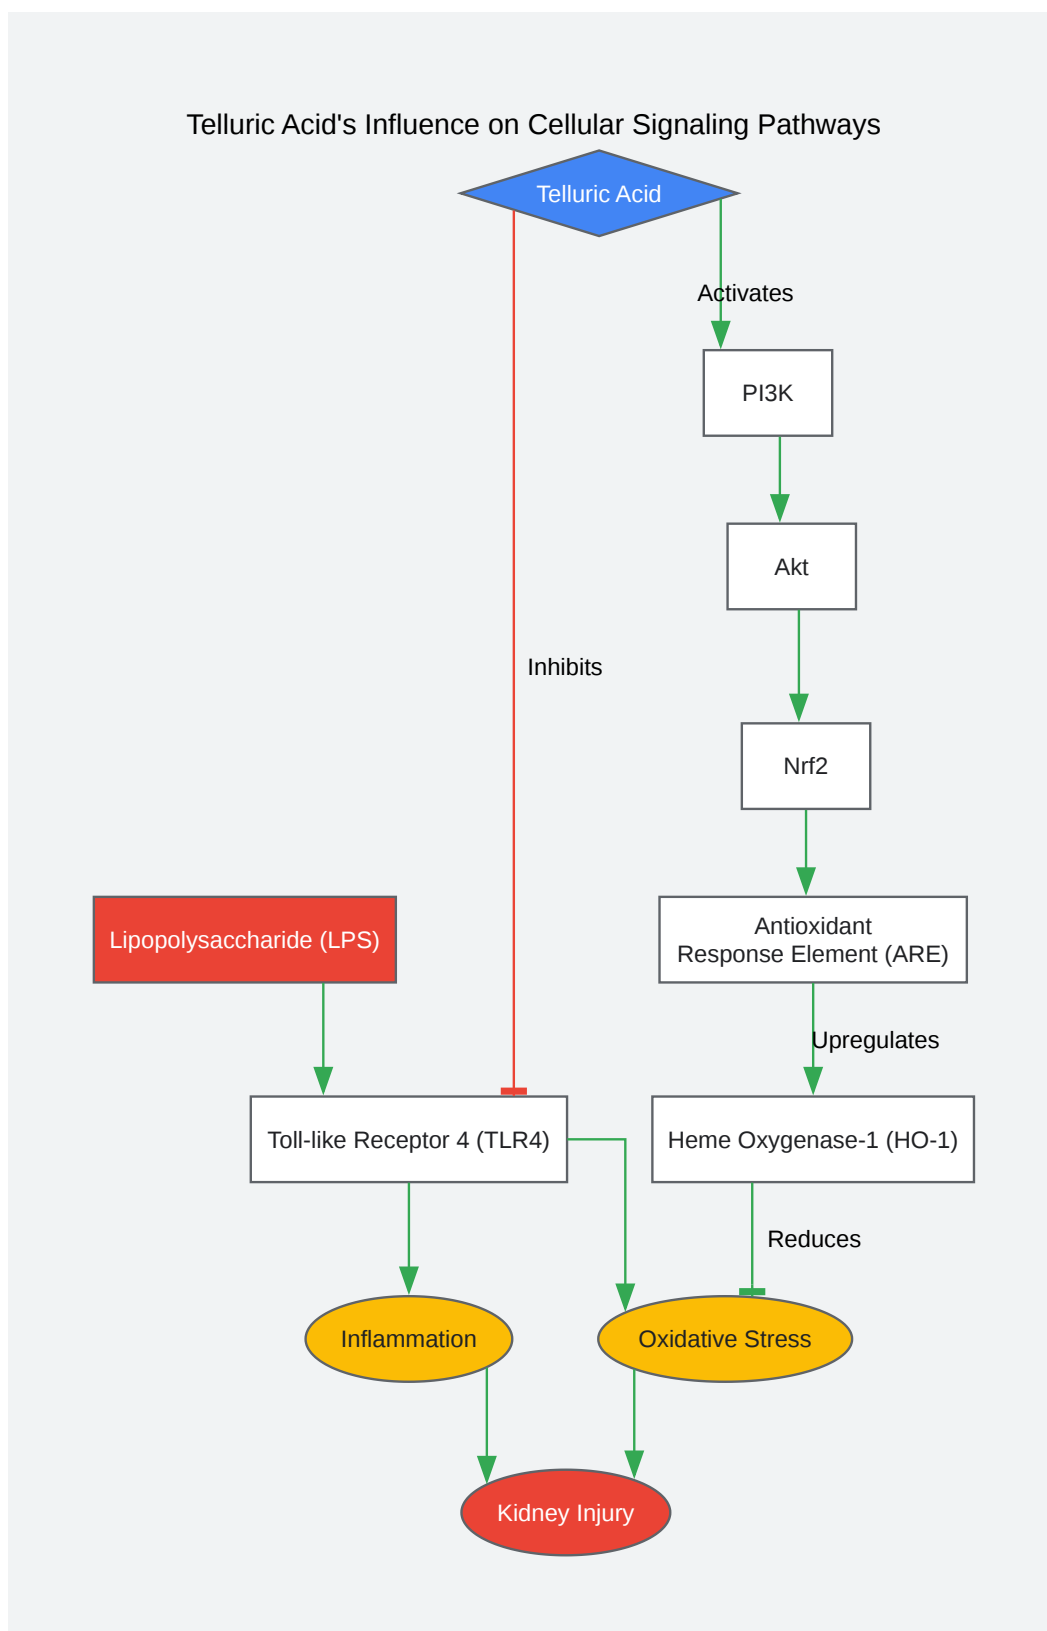 Telluric Acid's Influence on Cellular Signaling Pathways
Telluric Acid
Activates
PI3K
Akt
Inhibits
Nrf2
Lipopolysaccharide (LPS)
Antioxidant
Response Element (ARE)
Upregulates
Toll-like Receptor 4 (TLR4)
Heme Oxygenase-1 (HO-1)
Reduces
Inflammation
Oxidative Stress
Kidney Injury